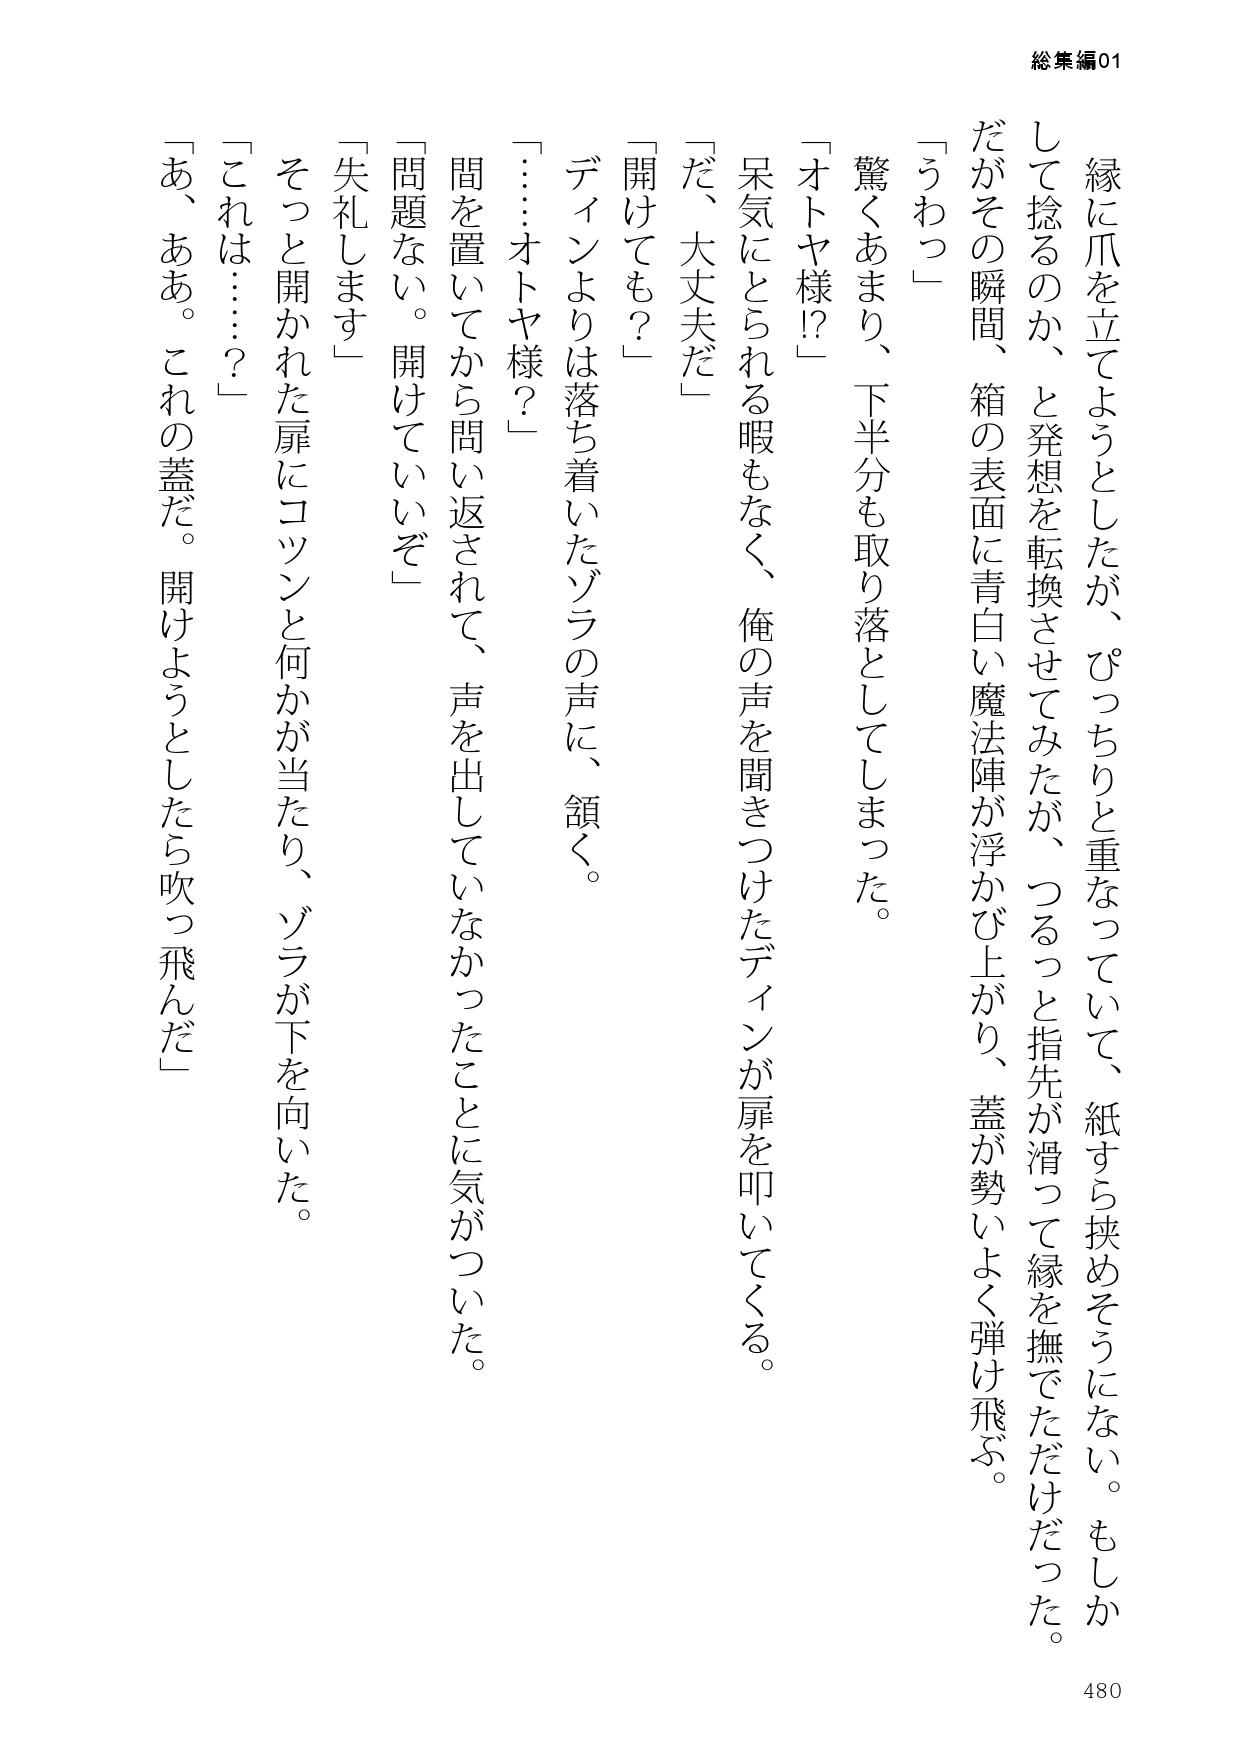 総集編01
　縁に爪を立てようとしたが、ぴっちりと重なっていて、紙すら挟めそうにない。もしか
して捻るのか、と発想を転換させてみたが、つるっと指先が滑って縁を撫でただけだった。
だがその瞬間、箱の表面に青白い魔法陣が浮かび上がり、蓋が勢いよく弾け飛ぶ。
「うわっ」
　驚くあまり、下半分も取り落としてしまった。
「オトヤ様!?」
　呆気にとられる暇もなく、俺の声を聞きつけたディンが扉を叩いてくる。
「だ、大丈夫だ」
「開けても？」
　ディンよりは落ち着いたゾラの声に、頷く。
「……オトヤ様？」
　間を置いてから問い返されて、声を出していなかったことに気がついた。
「問題ない。開けていいぞ」
「失礼します」
　そっと開かれた扉にコツンと何かが当たり、ゾラが下を向いた。
「これは……？」
「あ、ああ。これの蓋だ。開けようとしたら吹っ飛んだ」
480